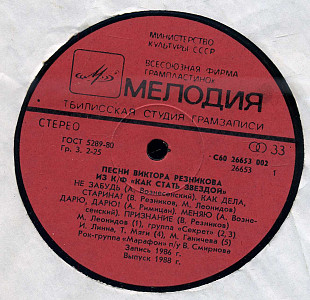 МИНИСТЕРСТВО
КУЛЬТУРЫ СССР
ВСЕСОЮЗНАЯ ФИРМА
ГРАМПЛАСТИНОК
МЕЛОДИЯ
ТБИЛИССКАЯ СТУДИЯ ГРАМЗАПИСИ
СТЕРЕО
33
ГОСТ 5289-80
Гр. 3. 2-25
С60 26653 002
26653 1
ПЕСНИ ВИКТОРА РЕЗНИКОВА
ИЗ К/Ф «КАК СТАТЬ ЗВЕЗДОЙ»
НЕ ЗАБУДЬ (А. Вознесенский), КАК ДЕЛА,
СТАРИНА? (В. Резников, М. Леонидов)
ДАРЮ, ДАРЮ! (А. Римицан), МЕНЯЮ (А. Возне-
сенский), ПРИЗНАНИЕ (В. Резников)
М. Леонидов (1), группа «Секрет» (2, 3)
И. Линна, Т. Мяги (4), М. Гавичева (5)
Рок-группа «Марафон» п/у В. Смирнова
Запись 1986 г.
Выпуск 1988 г.